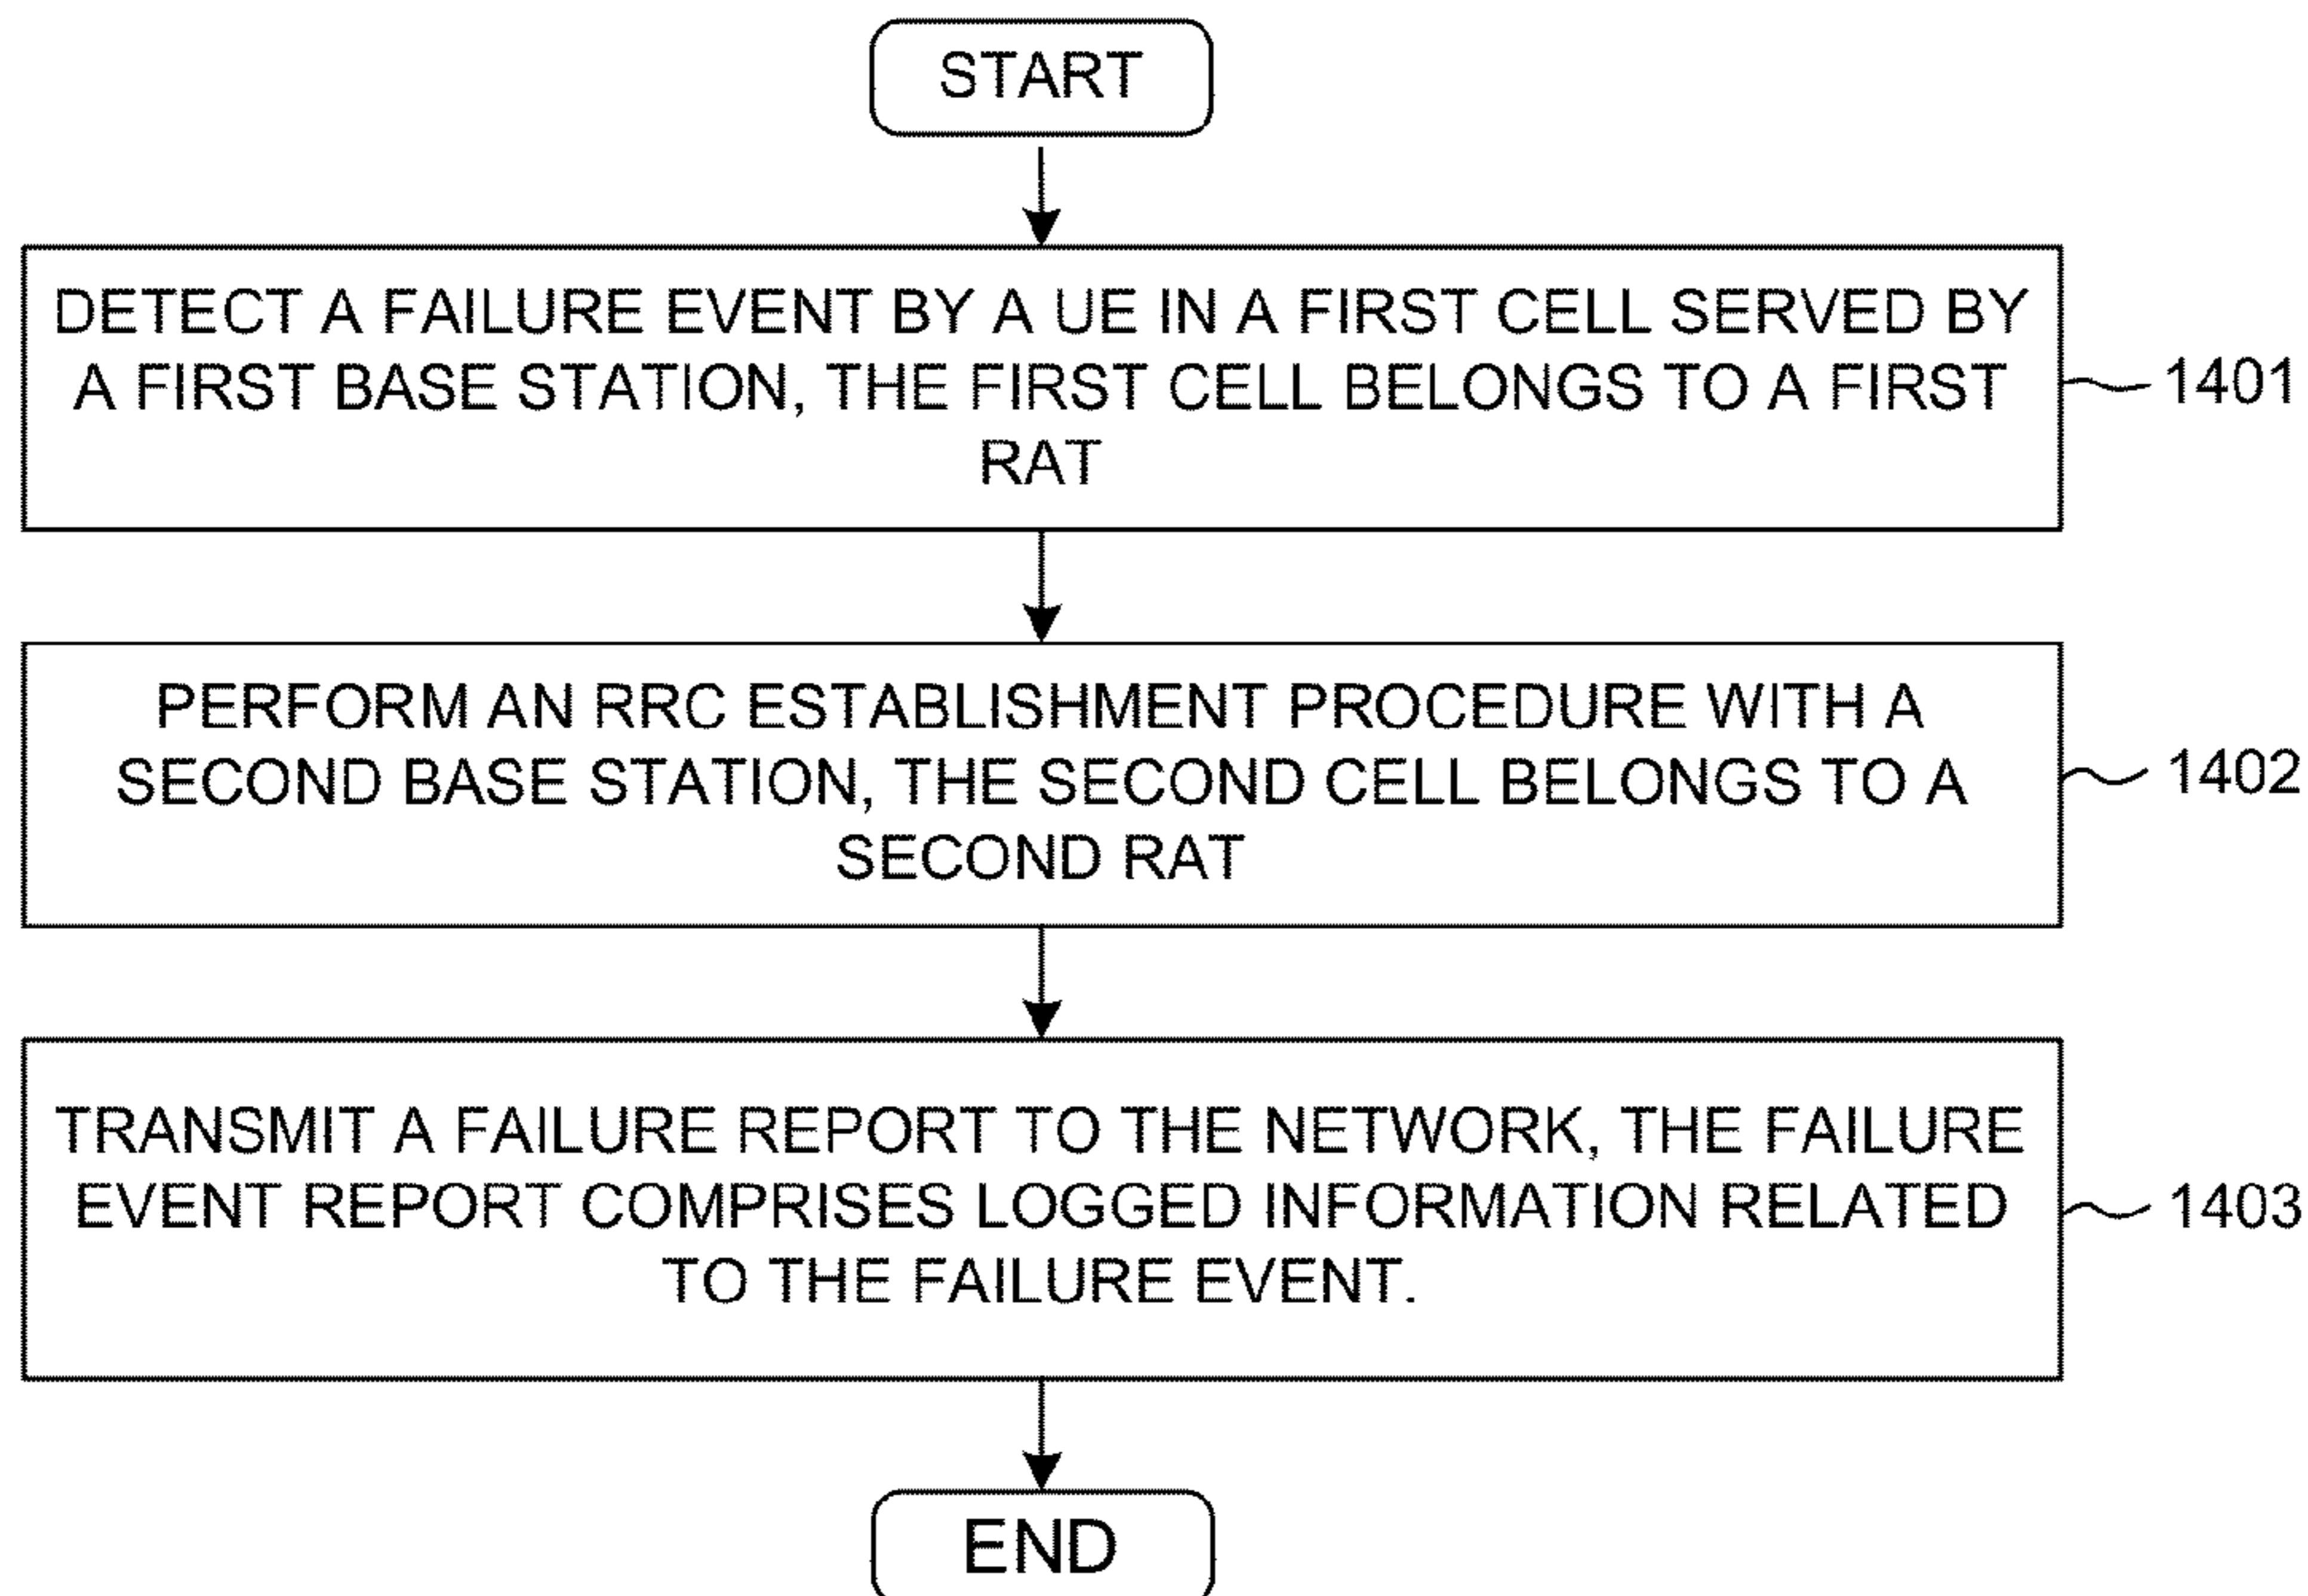 START
DETECT A FAILURE EVENT BY A UE IN A FIRST CELL SERVED BY
A FIRST BASE STATION, THE FIRST CELL BELONGS TO A FIRST
RAT
1401
PERFORM AN RRC ESTABLISHMENT PROCEDURE WITH A
SECOND BASE STATION, THE SECOND CELL BELONGS TO A
SECOND RAT
1402
TRANSMIT A FAILURE REPORT TO THE NETWORK, THE FAILURE
EVENT REPORT COMPRISES LOGGED INFORMATION RELATED
TO THE FAILURE EVENT.
1403
END